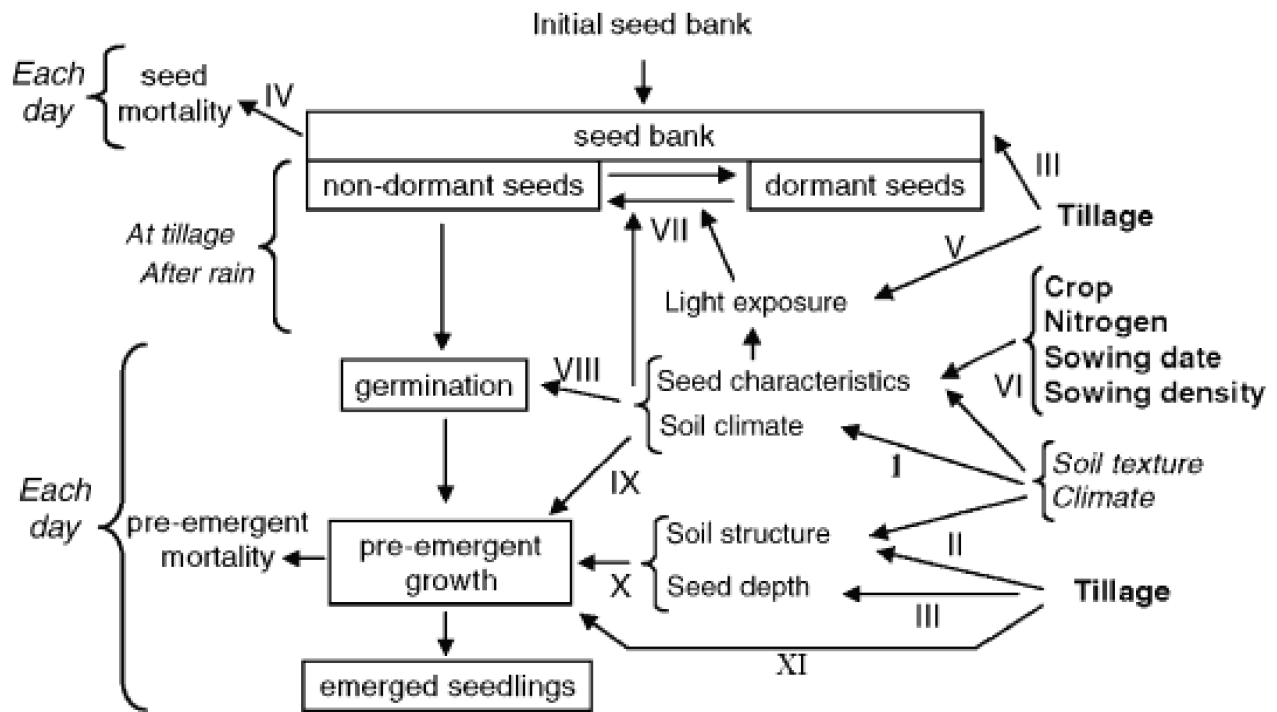 Initial seed bank
Each
day
seed
mortality
IV
seed bank
III
non-dormant seeds
dormant seeds
VII
Tillage
At tillage
After rain
V
Light exposure
Crop
Nitrogen
Sowing date
Sowing density
VI
germination
VIII
Seed characteristics
Soil climate
I
Soil texture
Climate
IX
Each
day
pre-emergent
mortality
pre-emergent
growth
X
Soil structure
Seed depth
II
III
Tillage
XI
emerged seedlings